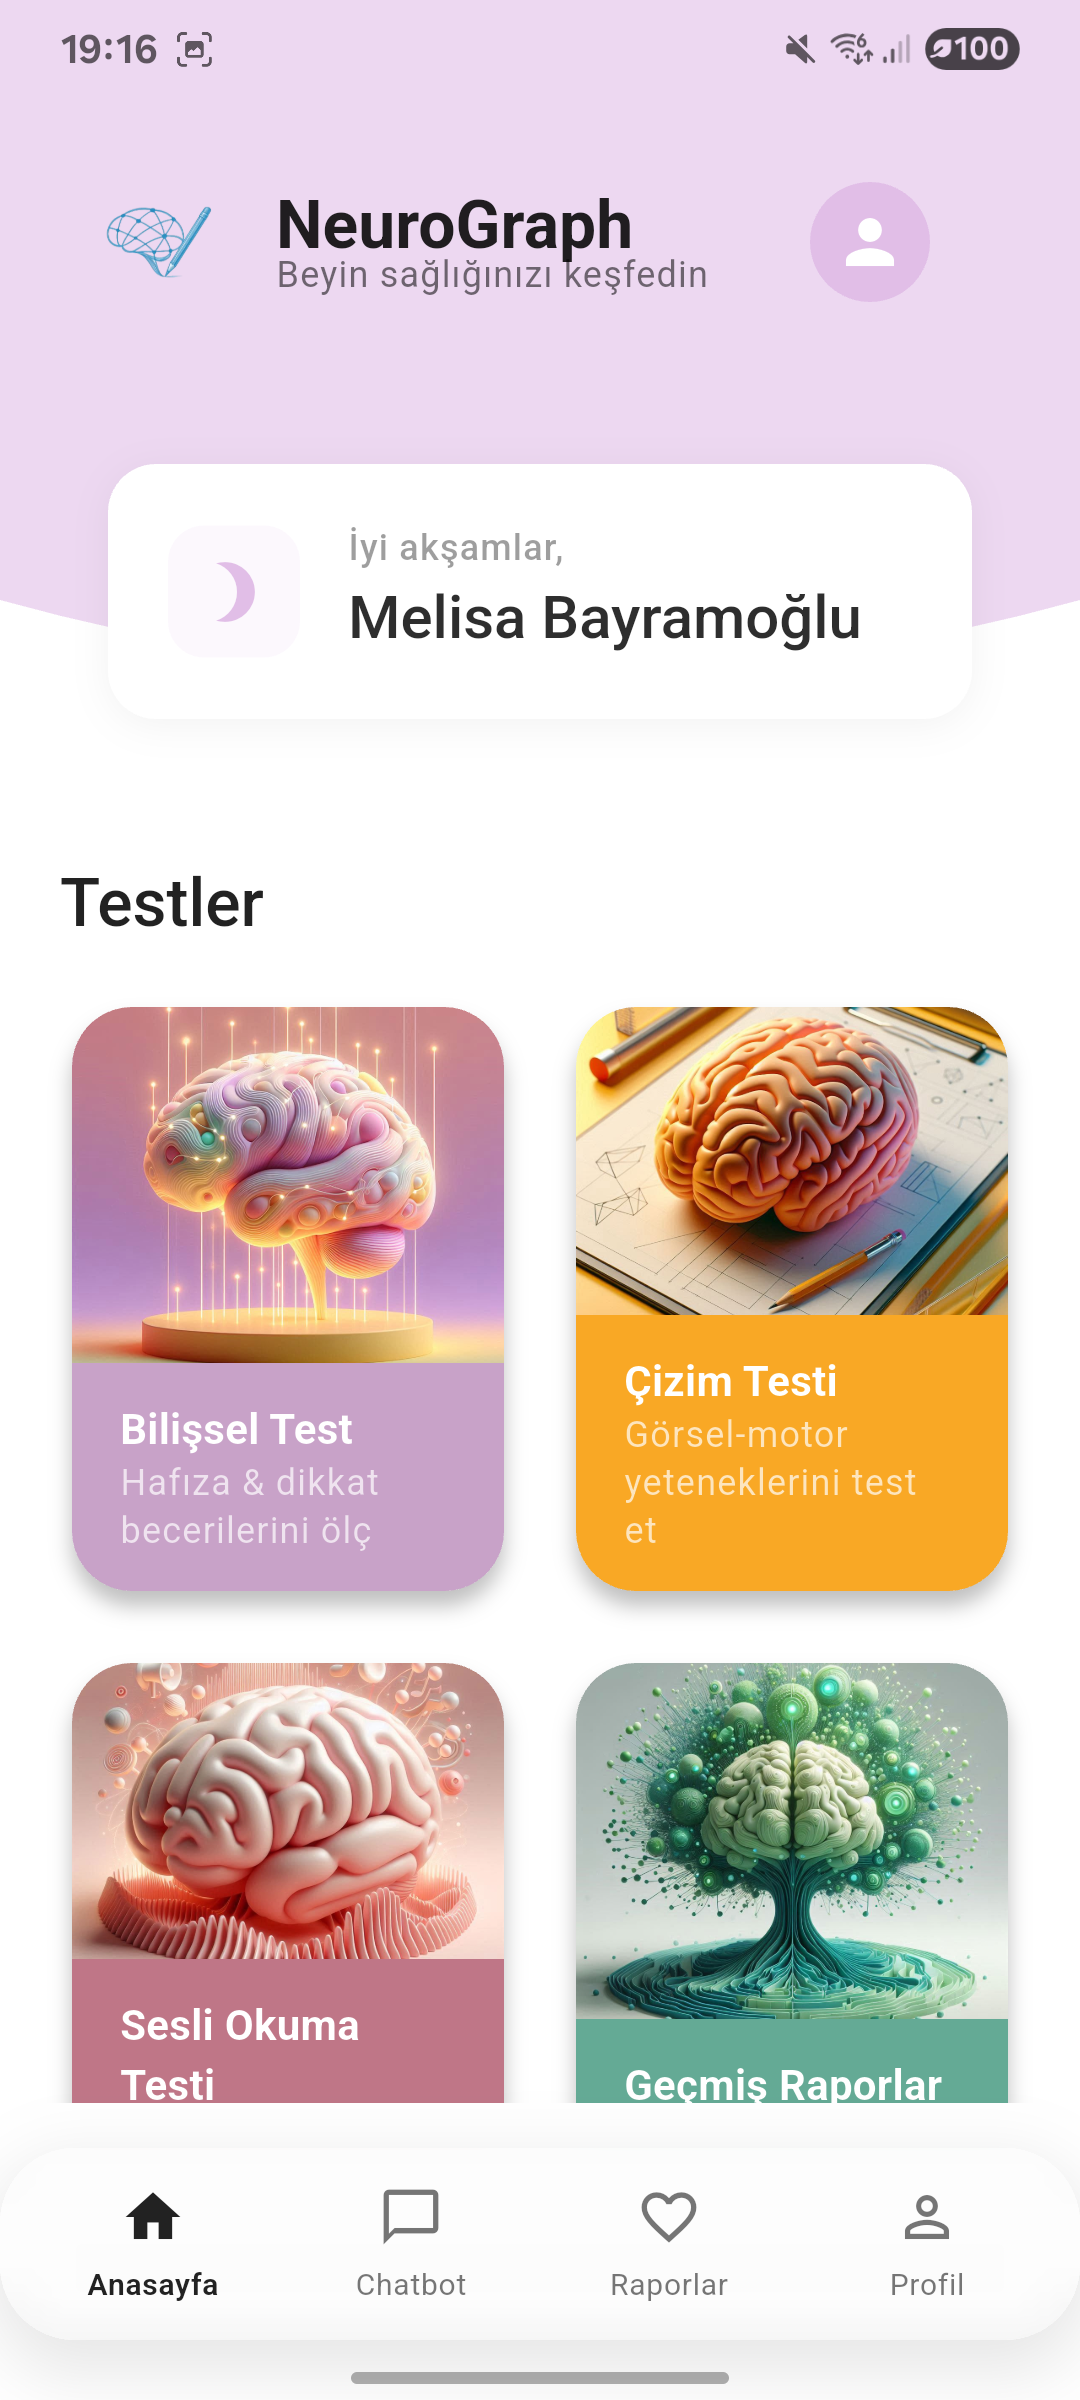 19:16
6
100
NeuroGraph
Beyin sağlığınızı keşfedin
İyi akşamlar,
Melisa Bayramoğlu
Testler
Bilişsel Test
Hafıza & dikkat
becerilerini ölç
Çizim Testi
Görsel-motor
yeteneklerini test
et
Sesli Okuma
Testi
Geçmiş Raporlar
Anasayfa
Chatbot
Raporlar
Profil